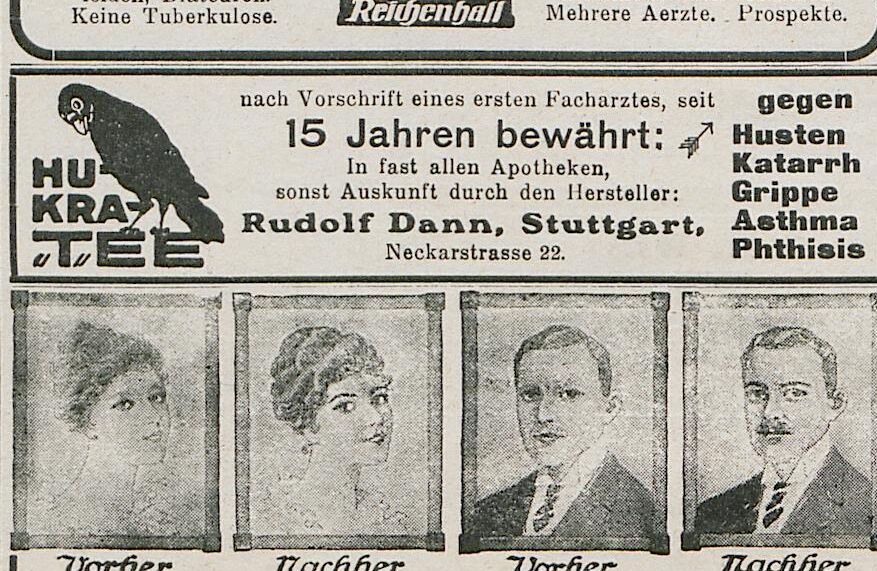 Keine Tuberkulose.
Reichenhall
Mehrere Aerzte. Prospekte.
HU-
KRA-
"T"EE
nach Vorschrift eines ersten Facharztes, seit
15 Jahren bewährt:
In fast allen Apotheken,
sonst Auskunft durch den Hersteller:
Rudolf Dann, Stuttgart,
Neckarstrasse 22.
gegen
Husten
Katarrh
Grippe
Asthma
Phthisis
Vorher
Nachher
Vorher
Nachher